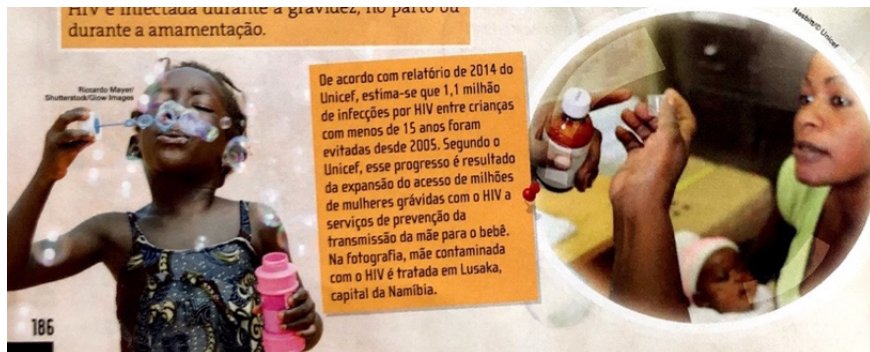 HIV é infectada durante a gravidez, no parto ou
durante a amamentação.
Riccardo Mayer/
Shutterstock/Glow Images
De acordo com relatório de 2014 do
Unicef, estima-se que 1,1 milhão
de infecções por HIV entre crianças
com menos de 15 anos foram
evitadas desde 2005. Segundo o
Unicef, esse progresso é resultado
da expansão do acesso de milhões
de mulheres grávidas com o HIV a
serviços de prevenção da
transmissão da mãe para o bebê.
Na fotografia, mãe contaminada
com o HIV é tratada em Lusaka,
capital da Namíbia.
Nesbitt/© Unicef
186